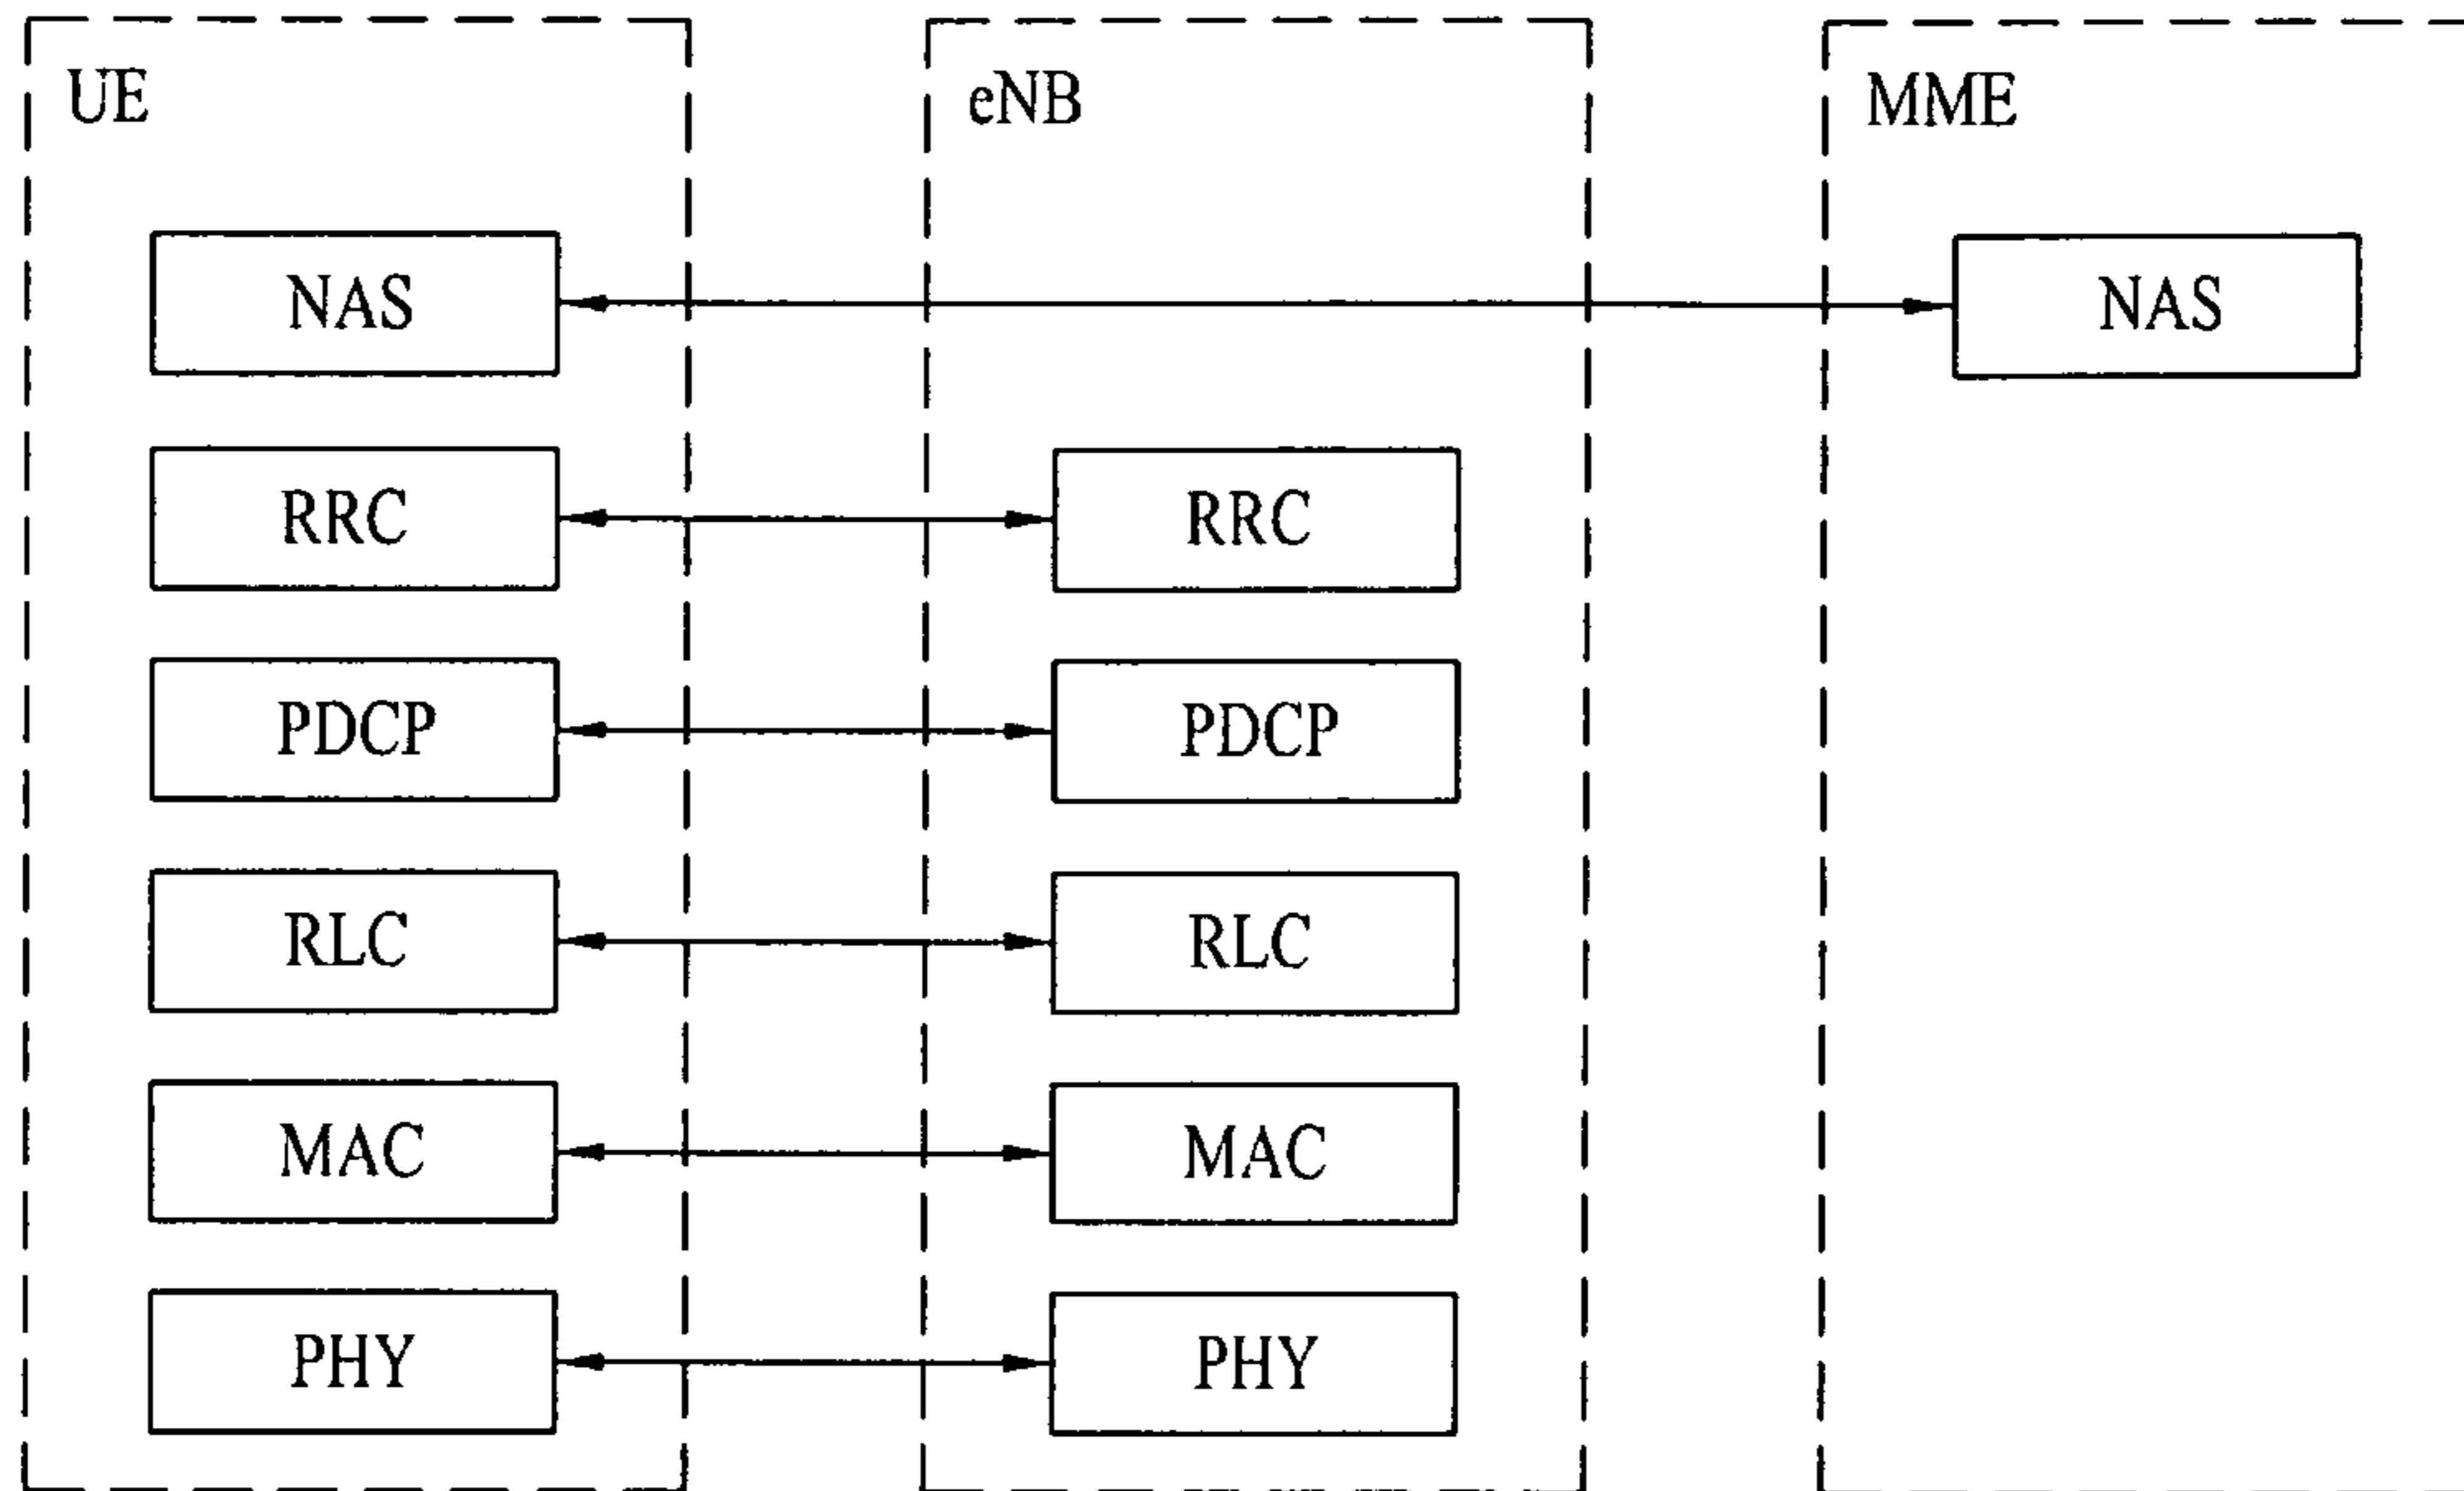 UE
eNB
MME
NAS
NAS
RRC
RRC
PDCP
PDCP
RLC
RLC
MAC
MAC
PHY
PHY